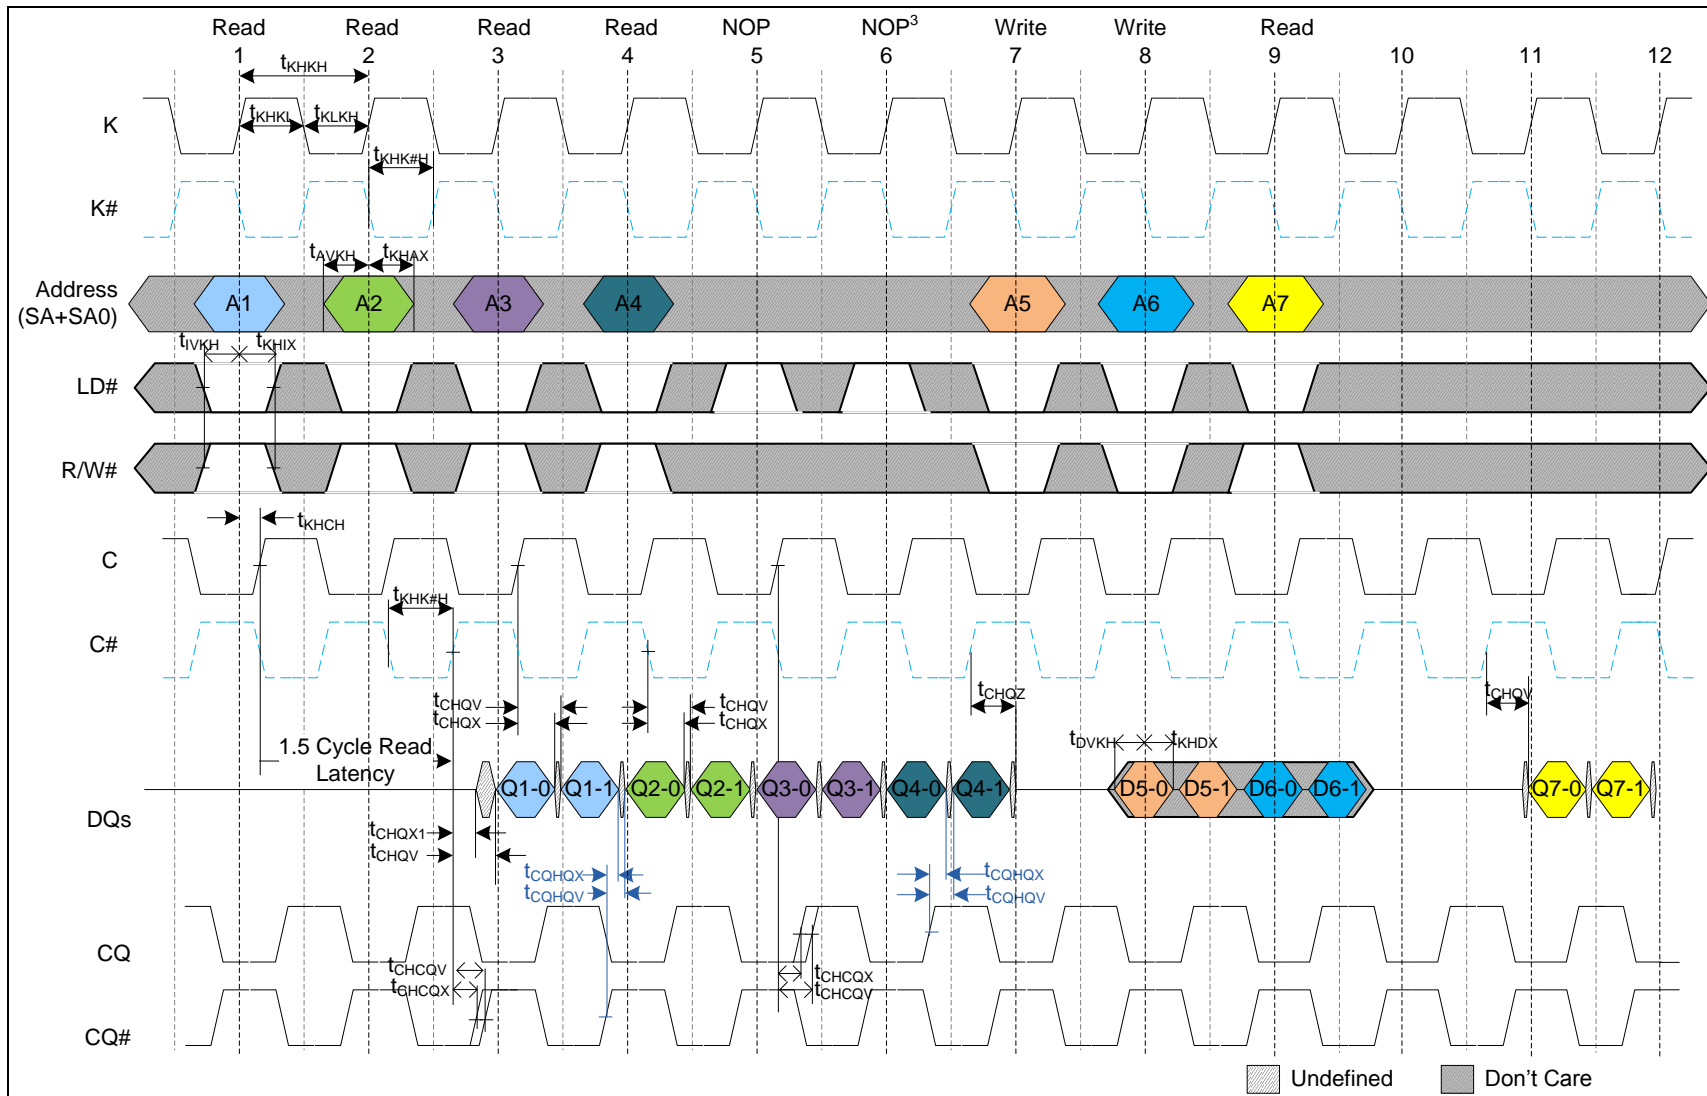 Read Read Read Read NOP NOP3 Write Write Read
1 2 3 4 5 6 7 8 9 10 11 12
tKHKH
K
tKHKL tKLKH
tKHK#H
K#
tAVKH tKHAX
Address
(SA+SA0)
A1 A2 A3 A4 A5 A6 A7
tIVKH tKHIX
LD#
R/W#
tKHCH
C
tKHK#H
C#
tCHQV tCHQV tCHQZ tCHQV
tCHQX tCHQX
tDVKH tKHDX
1.5 Cycle Read
Latency
Q1-0 Q1-1 Q2-0 Q2-1 Q3-0 Q3-1 Q4-0 Q4-1 D5-0 D5-1 D6-0 D6-1 Q7-0 Q7-1
DQs
tCHQX1
tCHQV
tCQHQX tCQHQX
tCQHQV tCQHQV
CQ
tCHCQV tCHCQX
tCHCQX tCHCQV
CQ#
Undefined Don't Care